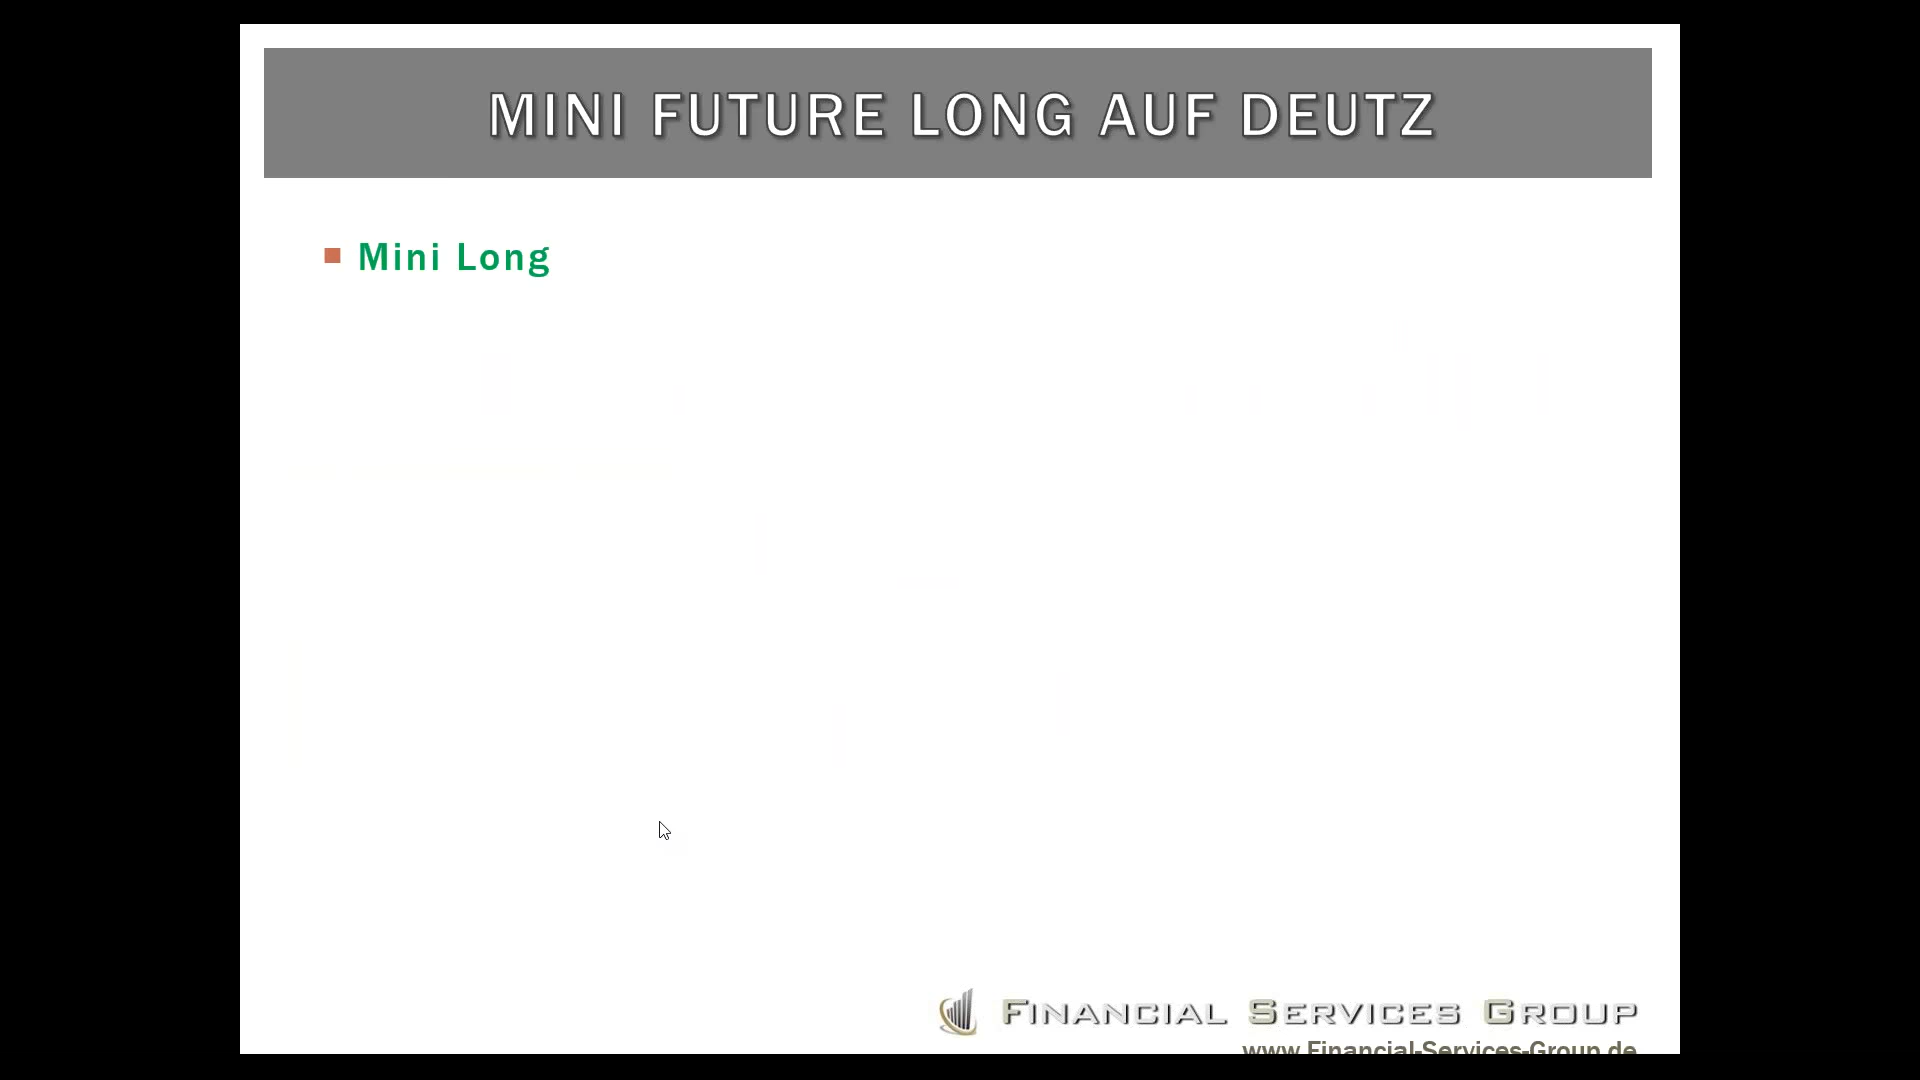 MINI FUTURE LONG AUF DEUTZ
Mini Long
FINANCIAL SERVICES GROUP
www.Financial-Services-Group.de